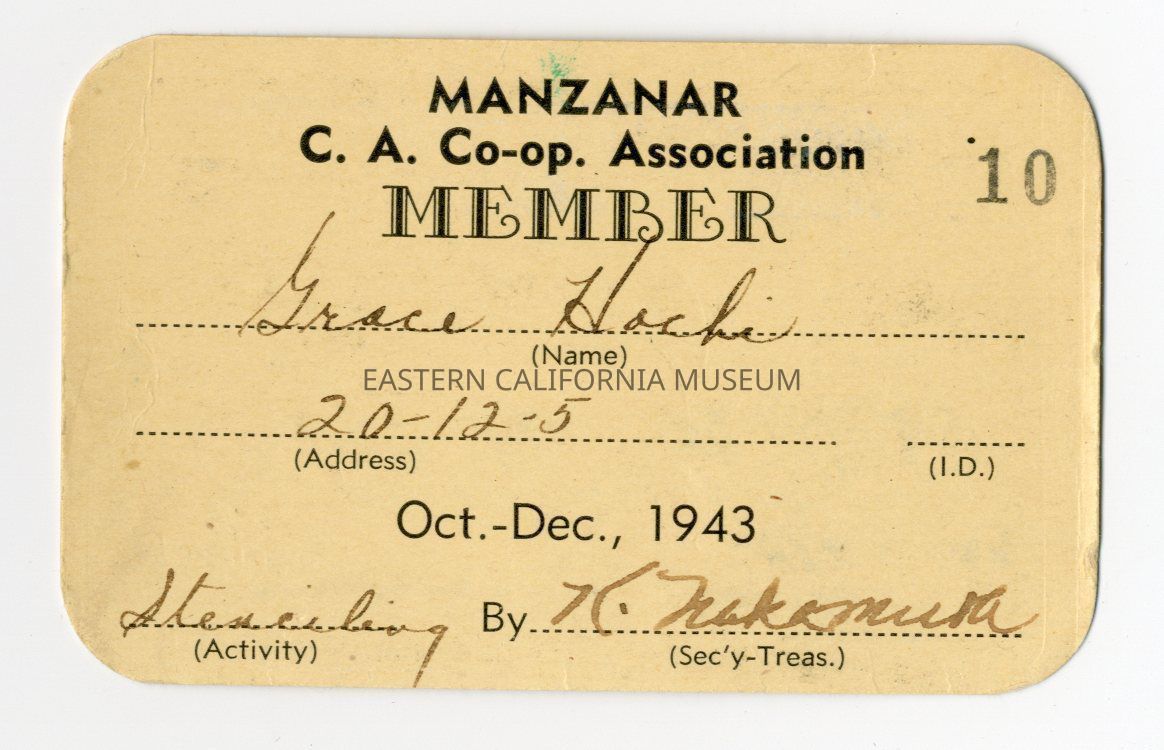 MANZANAR
C. A. Co-op. Association
10
MEMBER
Grace Hochi
(Name)
EASTERN CALIFORNIA MUSEUM
20-12-5
(Address)
(I.D.)
Oct.-Dec., 1943
Stenciling By K. Nakamura
(Activity)
(Sec'y-Treas.)